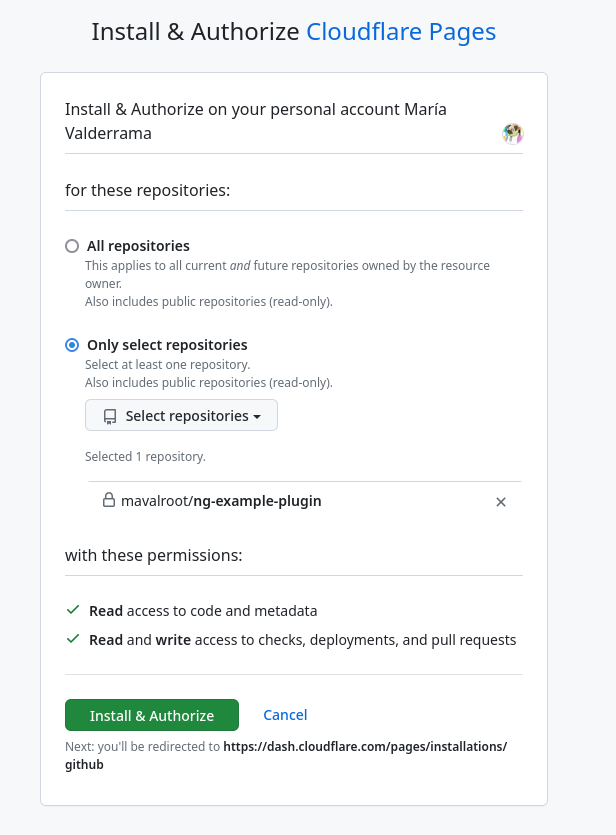 Install & Authorize Cloudflare Pages
Install & Authorize on your personal account María
Valderrama
for these repositories:
All repositories
This applies to all current and future repositories owned by the resource
owner.
Also includes public repositories (read-only).
Only select repositories
Select at least one repository.
Also includes public repositories (read-only).
Select repositories
Selected 1 repository.
mavalroot/ng-example-plugin
with these permissions:
Read access to code and metadata
Read and write access to checks, deployments, and pull requests
Install & Authorize Cancel
Next: you'll be redirected to https://dash.cloudflare.com/pages/installations/
github